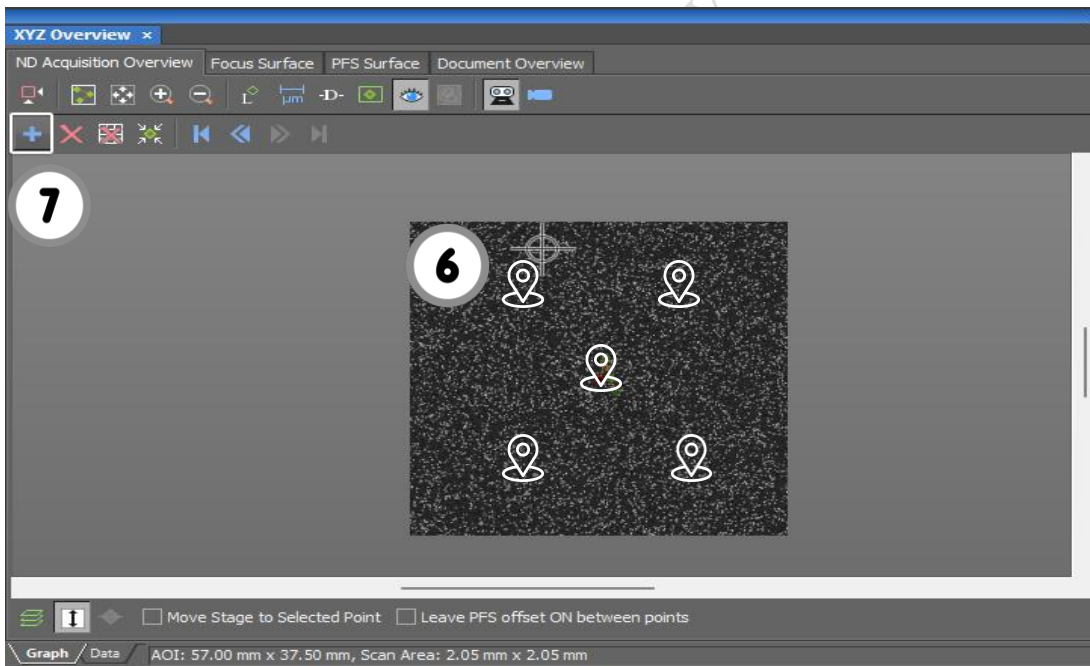 XYZ Overview ×
ND Acquisition Overview Focus Surface PFS Surface Document Overview
µm -D-
7
6
Move Stage to Selected Point Leave PFS offset ON between points
Graph Data AOI: 57.00 mm x 37.50 mm, Scan Area: 2.05 mm x 2.05 mm